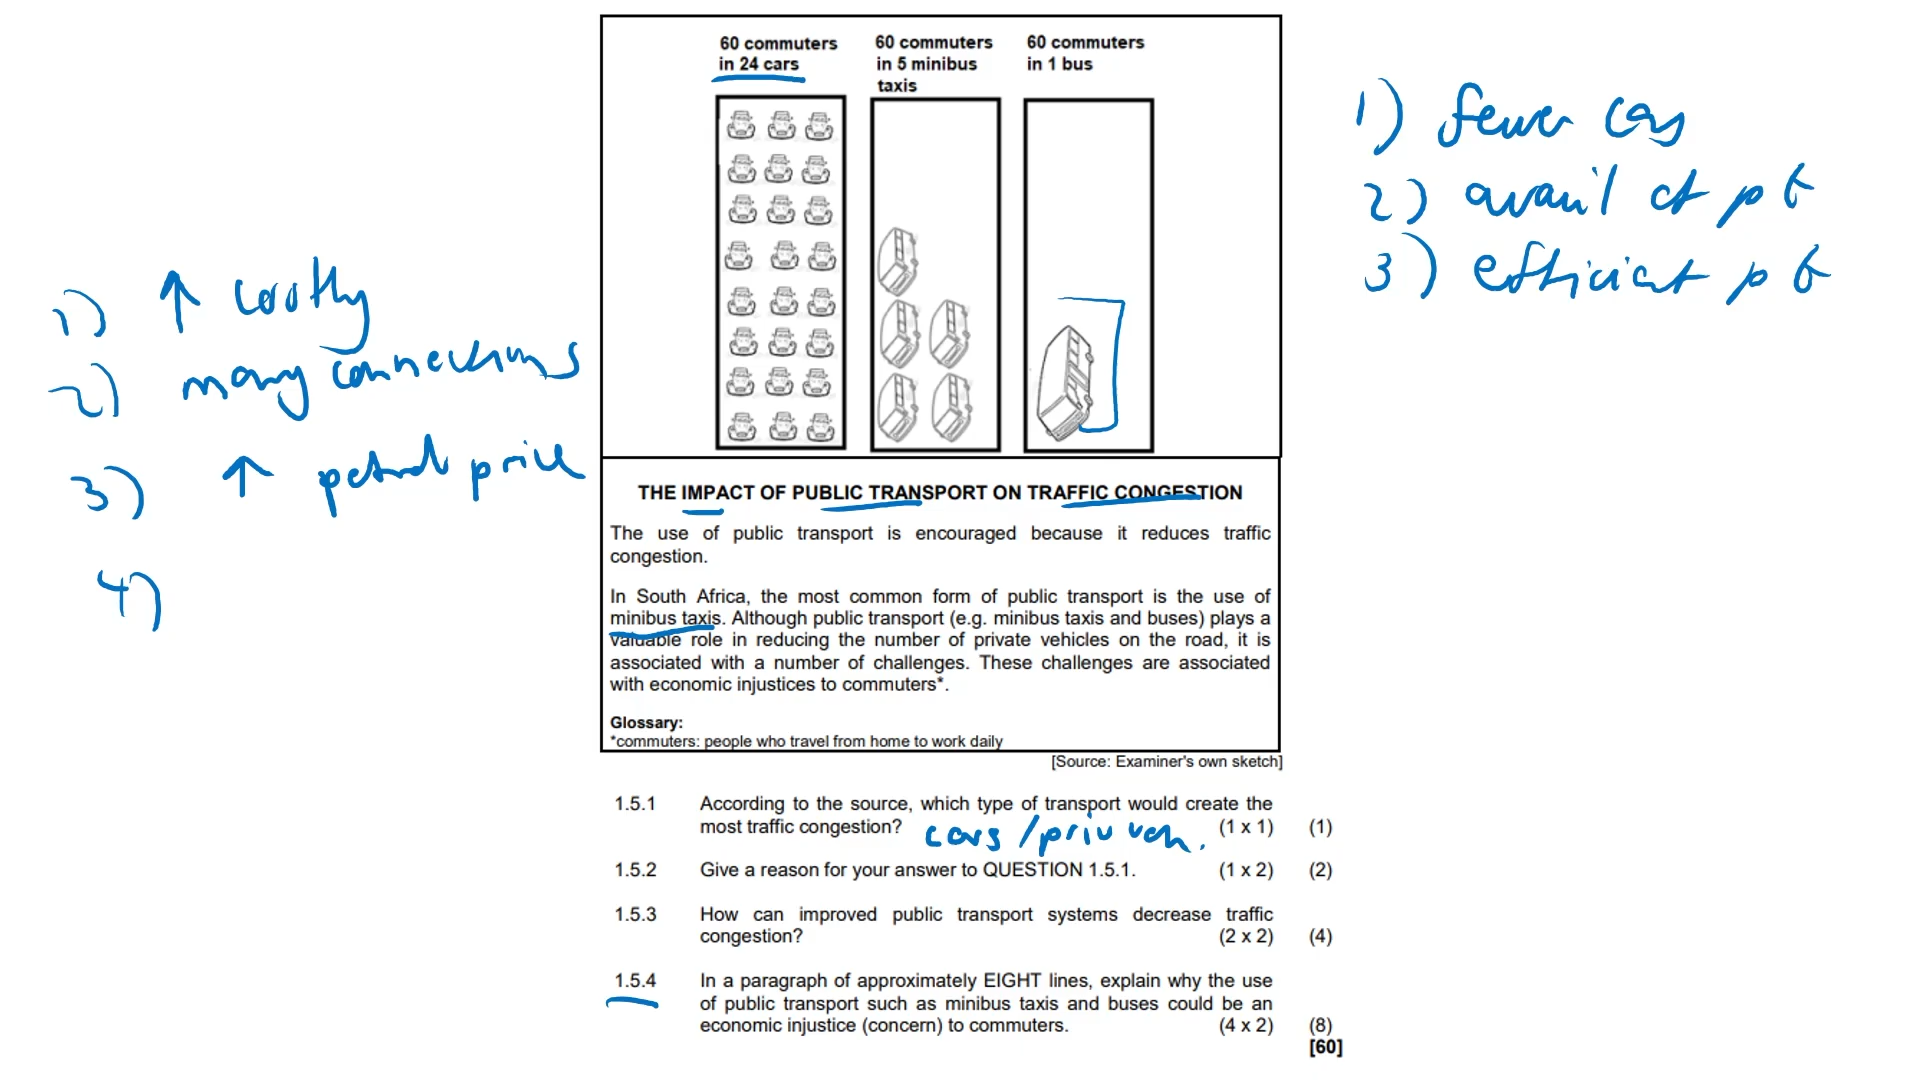 60 commuters
in 24 cars
60 commuters
in 5 minibus
taxis
60 commuters
in 1 bus
1) fewer cars
2) avail of pt
3) efficient pt
1) ↑ costly
2) many connections
3) ↑ petrol price
4)
THE IMPACT OF PUBLIC TRANSPORT ON TRAFFIC CONGESTION
The use of public transport is encouraged because it reduces traffic
congestion.
In South Africa, the most common form of public transport is the use of
minibus taxis. Although public transport (e.g. minibus taxis and buses) plays a
valuable role in reducing the number of private vehicles on the road, it is
associated with a number of challenges. These challenges are associated
with economic injustices to commuters*.
Glossary:
*commuters: people who travel from home to work daily
[Source: Examiner's own sketch]
1.5.1 According to the source, which type of transport would create the
most traffic congestion? cars / priv veh. (1 x 1) (1)
1.5.2 Give a reason for your answer to QUESTION 1.5.1. (1 x 2) (2)
1.5.3 How can improved public transport systems decrease traffic
congestion? (2 x 2) (4)
1.5.4 In a paragraph of approximately EIGHT lines, explain why the use
of public transport such as minibus taxis and buses could be an
economic injustice (concern) to commuters. (4 x 2) (8)
[60]